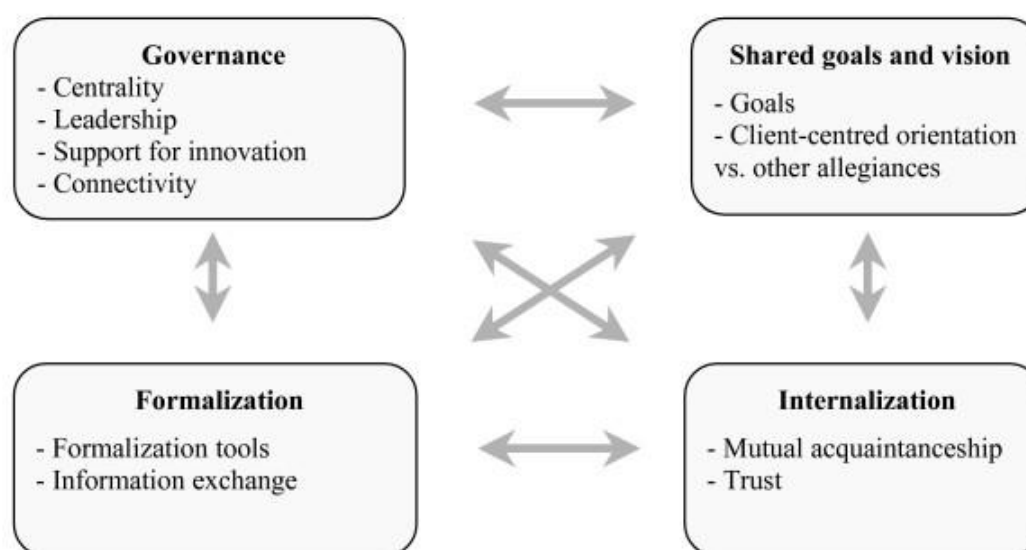 Governance
- Centrality
- Leadership
- Support for innovation
- Connectivity
Shared goals and vision
- Goals
- Client-centred orientation
vs. other allegiances
Formalization
- Formalization tools
- Information exchange
Internalization
- Mutual acquaintanceship
- Trust